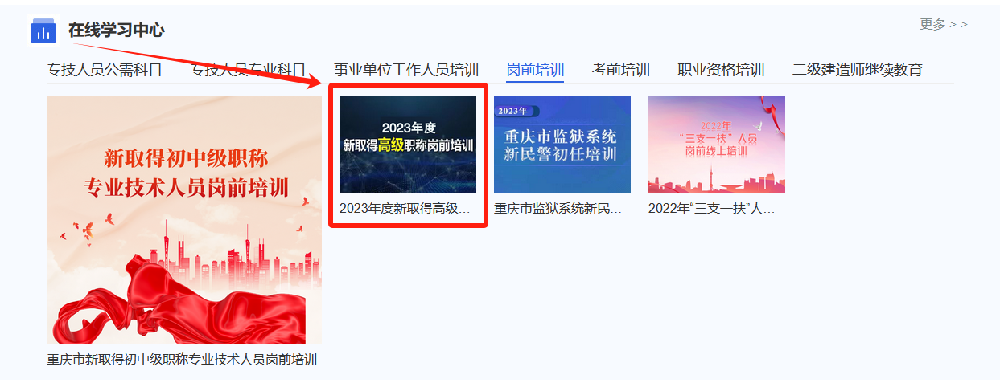 在线学习中心
更多 > >
专技人员公需科目
专技人员专业科目
事业单位工作人员培训
岗前培训
考前培训
职业资格培训
二级建造师继续教育
新取得初中级职称
专业技术人员岗前培训
重庆市新取得初中级职称专业技术人员岗前培训
2023年度
新取得高级职称岗前培训
2023年度新取得高级...
2023年
重庆市监狱系统
新民警初任培训
重庆市监狱系统新民...
2022年
“三支一扶”人员
岗前线上培训
2022年“三支一扶”人...